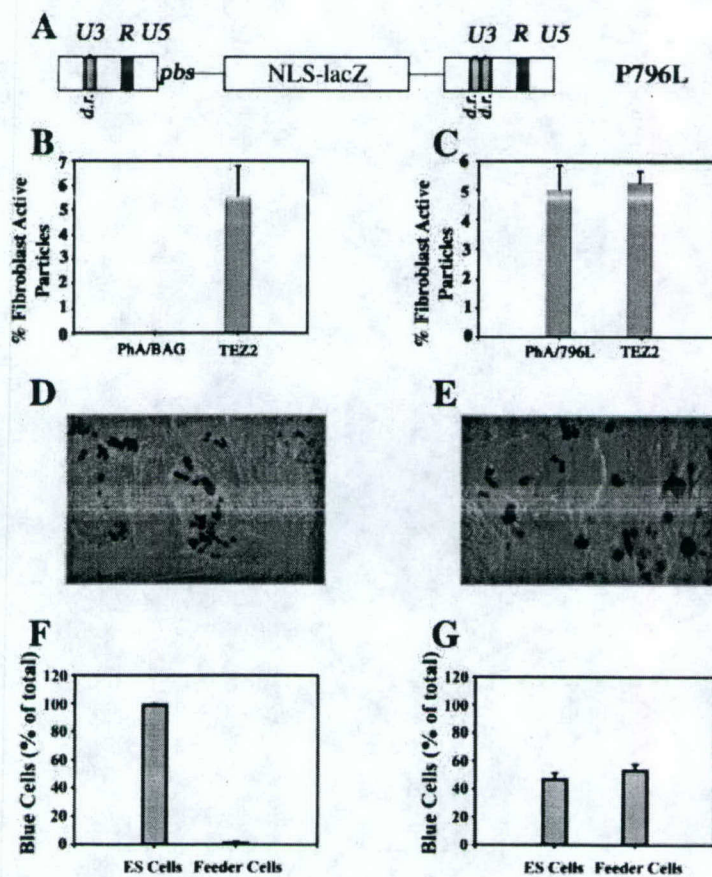 A
U3 R U5
U3 R U5
pbs
NLS-lacZ
P796L
d.r.
d.r.
d.r.
B
% Fibroblast Active Particles
7
6
5
4
3
2
1
0
PhA/BAG TEZ2
C
% Fibroblast Active Particles
6
5
4
3
2
1
0
PhA/796L TEZ2
D
E
F
Blue Cells (% of total)
120
100
80
60
40
20
0
ES Cells Feeder Cells
G
Blue Cells (% of total)
120
100
80
60
40
20
0
ES Cells Feeder Cells